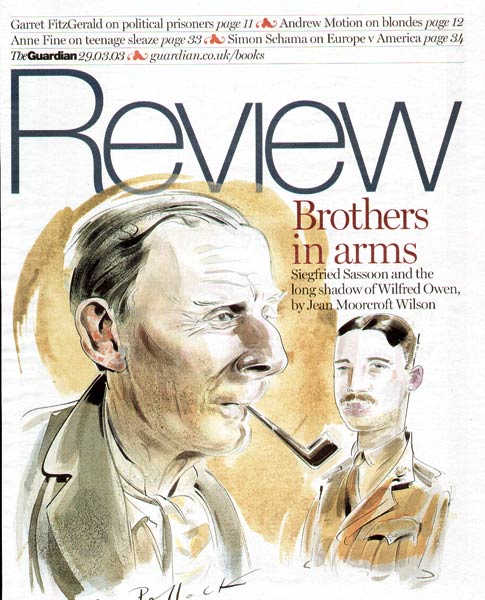 Garret FitzGerald on political prisoners page 11 Andrew Motion on blondes page 12
Anne Fine on teenage sleaze page 33 Simon Schama on Europe v America page 34
TheGuardian 29.03.03 guardian.co.uk/books
Review
Brothers
in arms
Siegfried Sassoon and the
long shadow of Wilfred Owen,
by Jean Moorcroft Wilson
Pollock